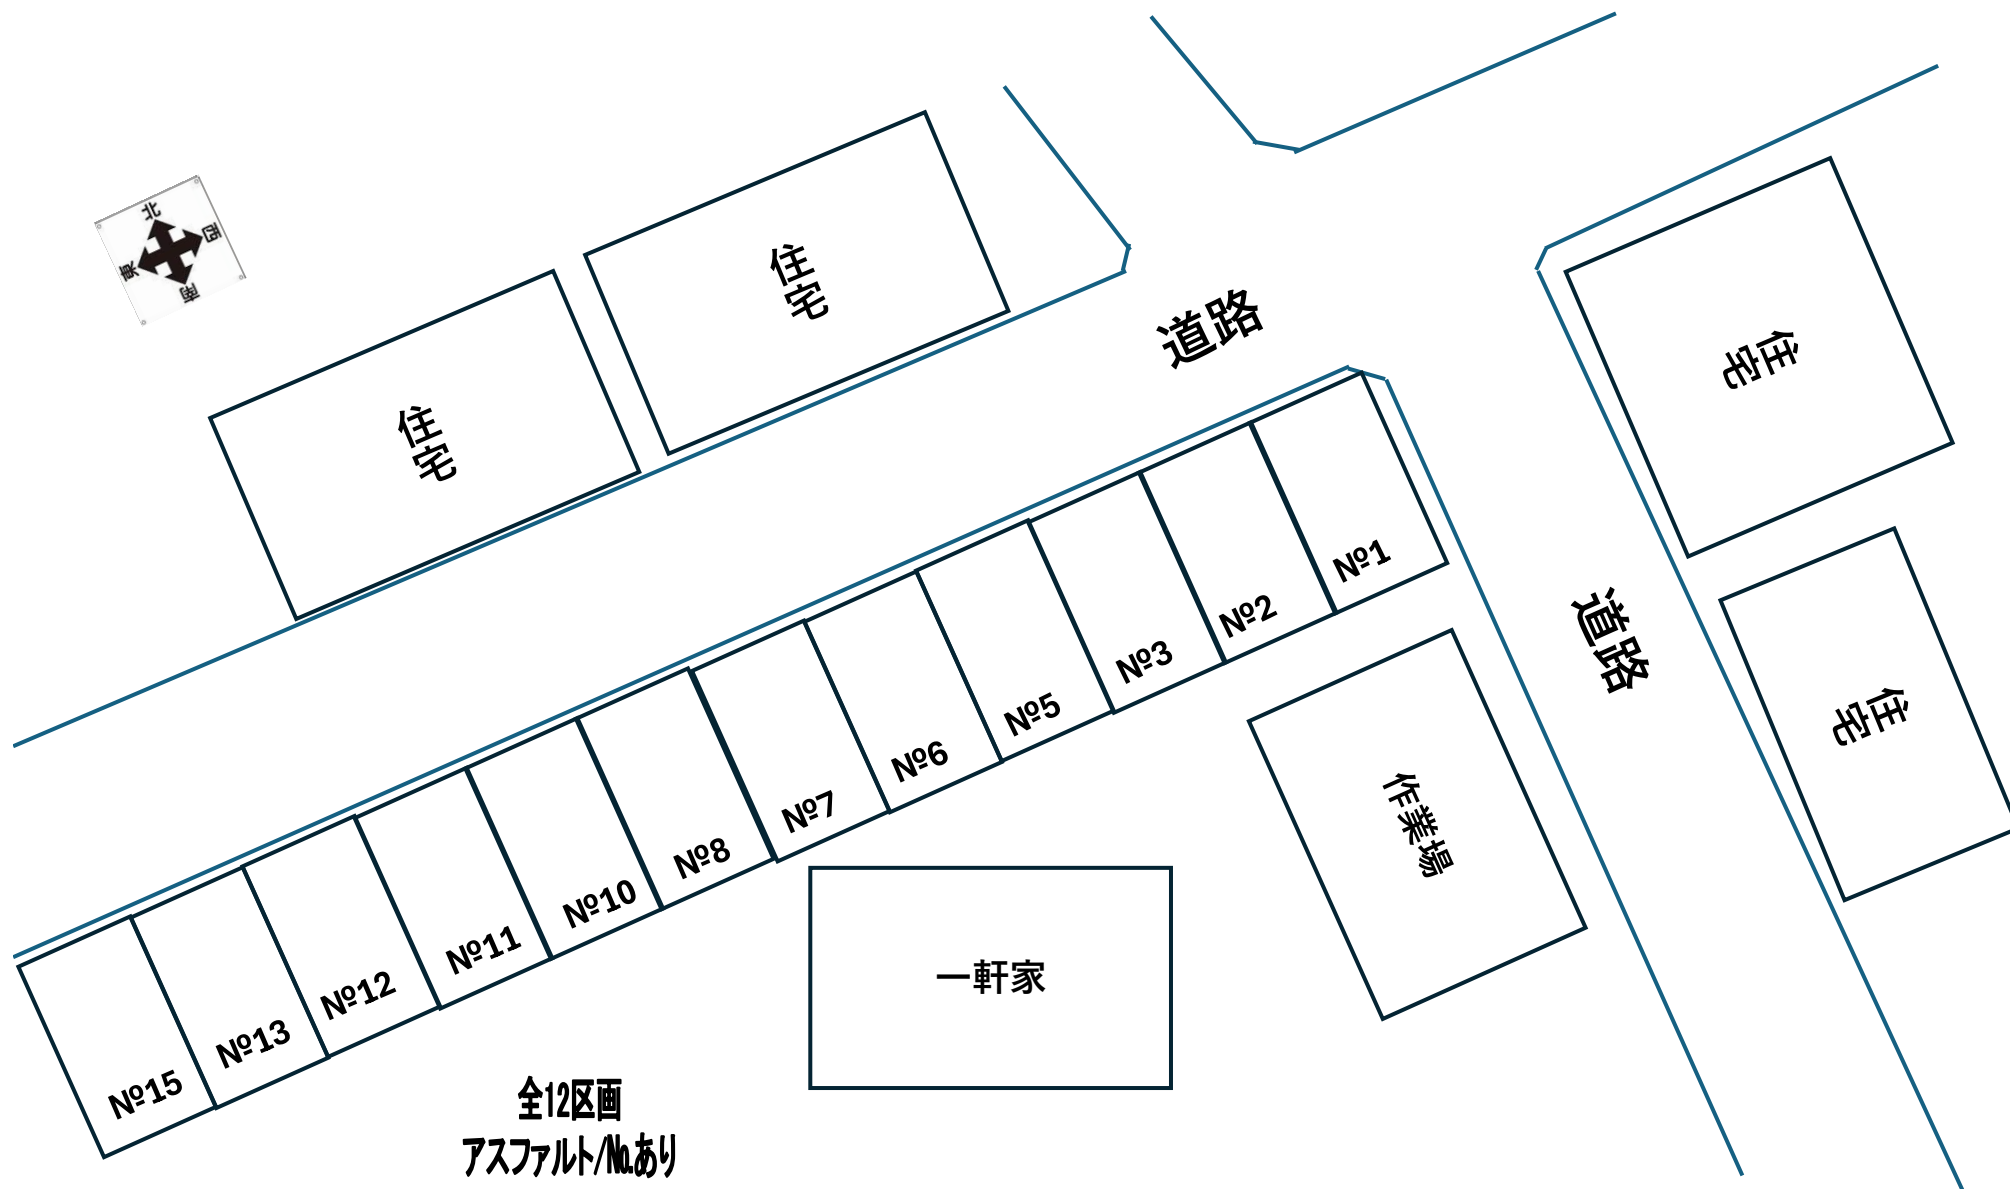 北
西
東
南
住宅
住宅
道路
住宅
№1
№2
№3
№5
№6
№7
№8
№10
№11
№12
№13
№15
道路
住宅
作業場
一軒家
全12区画
アスファルト/No.あり